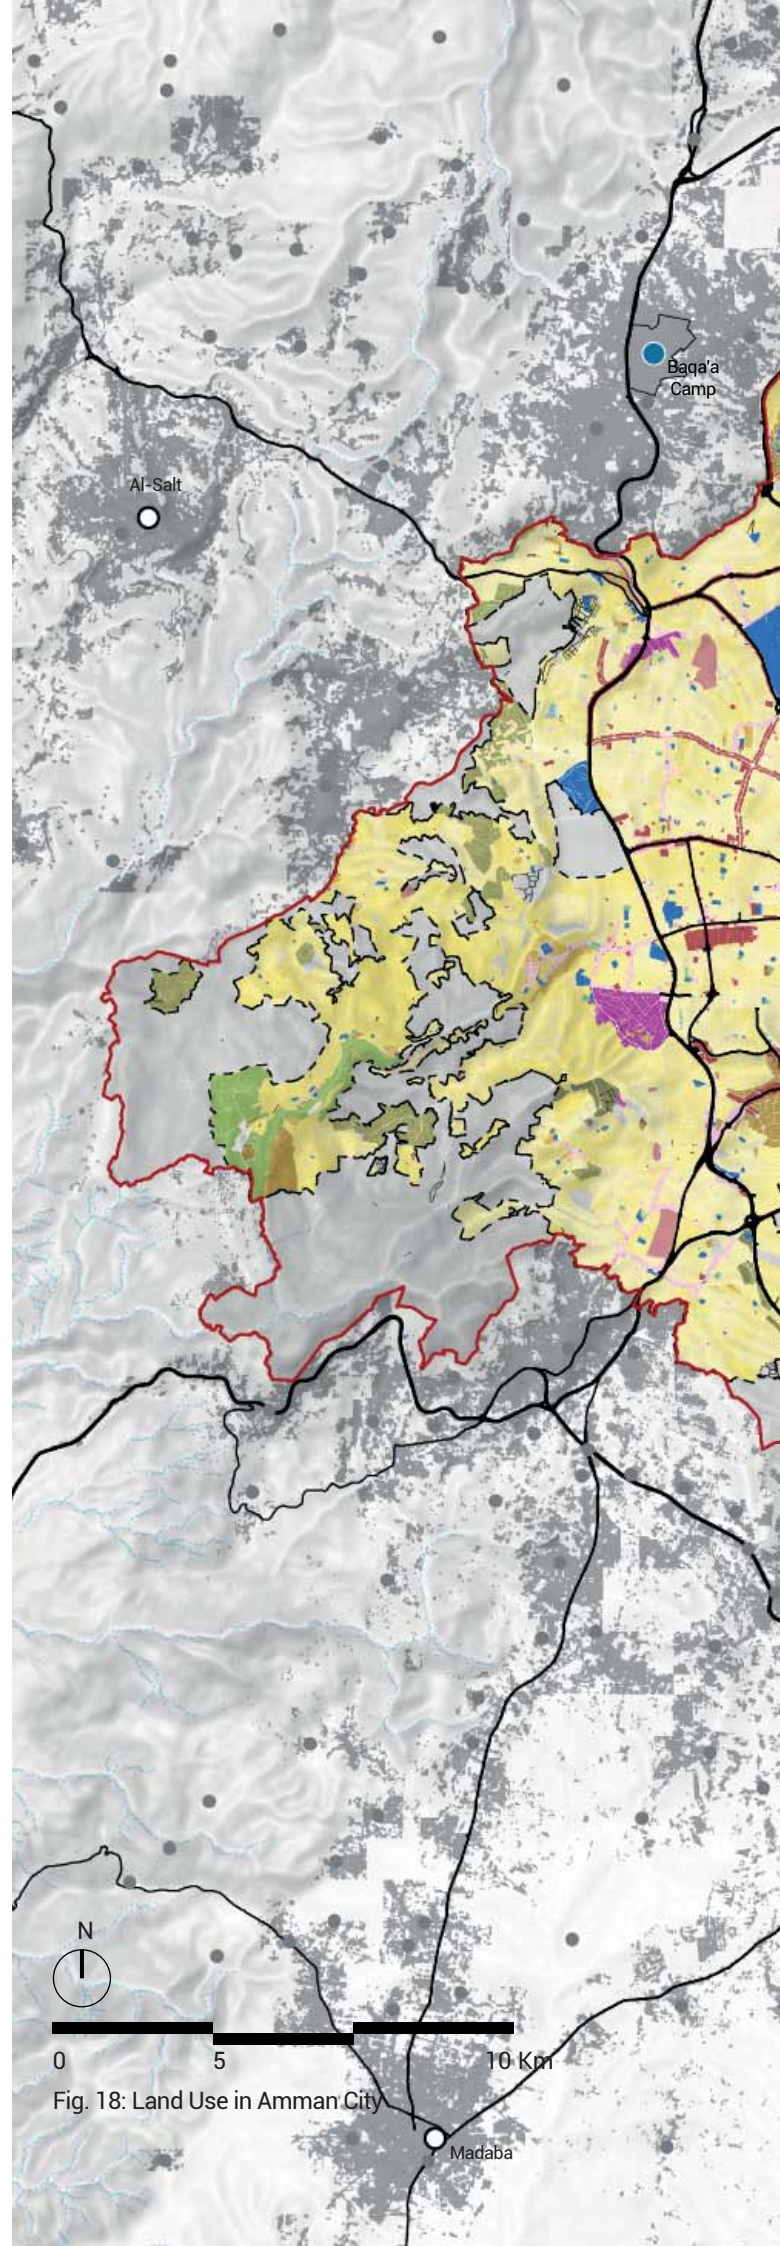 Baqa'a
Camp
Al-Salt
N
0 5 10 Km
Fig. 18: Land Use in Amman City
Madaba